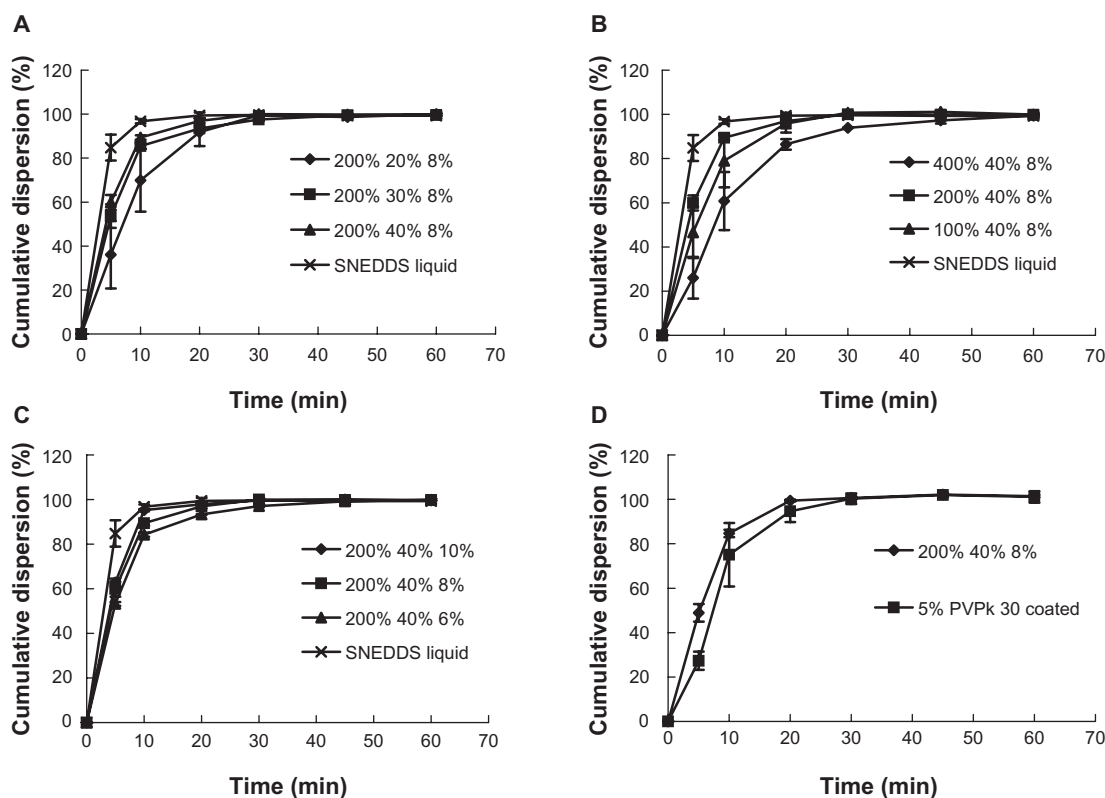 A
Cumulative dispersion (%)
120
100
80
60
40
20
0
0 10 20 30 40 50 60 70
Time (min)
200% 20% 8%
200% 30% 8%
200% 40% 8%
SNEDDS liquid
B
Cumulative dispersion (%)
120
100
80
60
40
20
0
0 10 20 30 40 50 60 70
Time (min)
400% 40% 8%
200% 40% 8%
100% 40% 8%
SNEDDS liquid
C
Cumulative dispersion (%)
120
100
80
60
40
20
0
0 10 20 30 40 50 60 70
Time (min)
200% 40% 10%
200% 40% 8%
200% 40% 6%
SNEDDS liquid
D
Cumulative dispersion (%)
120
100
80
60
40
20
0
0 10 20 30 40 50 60 70
Time (min)
200% 40% 8%
5% PVPk 30 coated